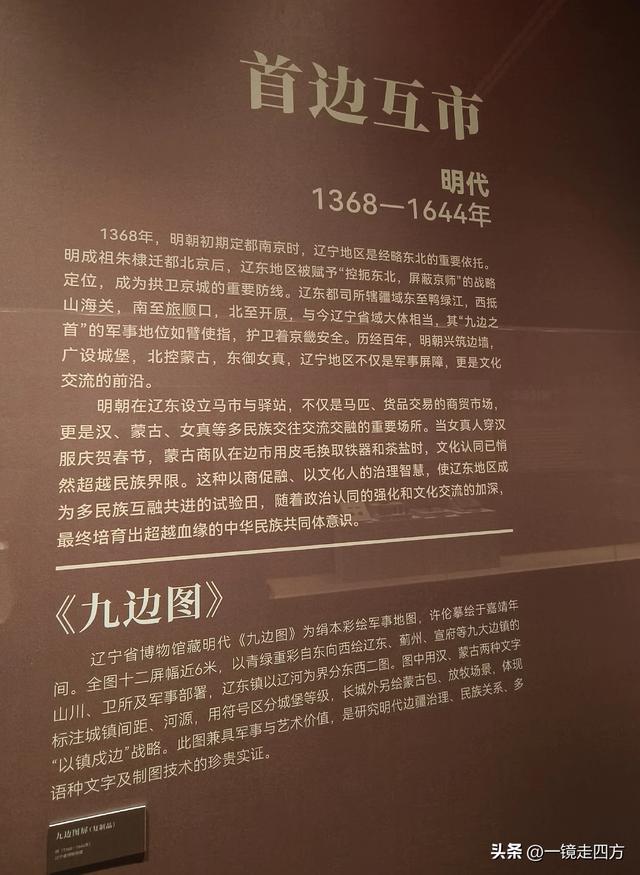 首边互市
明代
1368—1644年
1368年，明朝初期定都南京时，辽宁地区是经略东北的重要依托。
明成祖朱棣迁都北京后，辽东地区被赋予“控扼东北，屏蔽京师”的战略
定位，成为拱卫京城的重要防线。辽东都司所辖疆域东至鸭绿江，西抵
山海关，南至旅顺口，北至开原，与今辽宁省域大体相当，其“九边之
首”的军事地位如臂使指，护卫着京畿安全。历经百年，明朝兴筑边墙，
广设城堡，北控蒙古，东御女真，辽宁地区不仅是军事屏障，更是文化
交流的前沿。
明朝在辽东设立马市与驿站，不仅是马匹、货品交易的商贸市场，
更是汉、蒙古、女真等多民族交往交流交融的重要场所。当女真人穿汉
服庆贺春节，蒙古商队在边市用皮毛换取铁器和茶盐时，文化认同已悄
然超越民族界限。这种以商促融、以文化人的治理智慧，使辽东地区成
为多民族互融共进的试验田，随着政治认同的强化和文化交流的加深，
最终培育出超越血缘的中华民族共同体意识。
《九边图》
辽宁省博物馆藏明代《九边图》为绢本彩绘军事地图，许伦摹绘于嘉靖年
间。全图十二屏幅近6米，以青绿重彩自东向西绘辽东、蓟州、宣府等九大边镇的
山川、卫所及军事部署，辽东镇以辽河为界分东西二图。图中用汉、蒙古两种文字
标注城镇间距、河源，用符号区分城堡等级，长城外另绘蒙古包、放牧场景，体现
“以镇戍边”战略。此图兼具军事与艺术价值，是研究明代边疆治理、民族关系、多
语种文字及制图技术的珍贵实证。
九边图屏（复制品）
明（1368—1644年）
辽宁省博物馆藏
头条 @一镜走四方